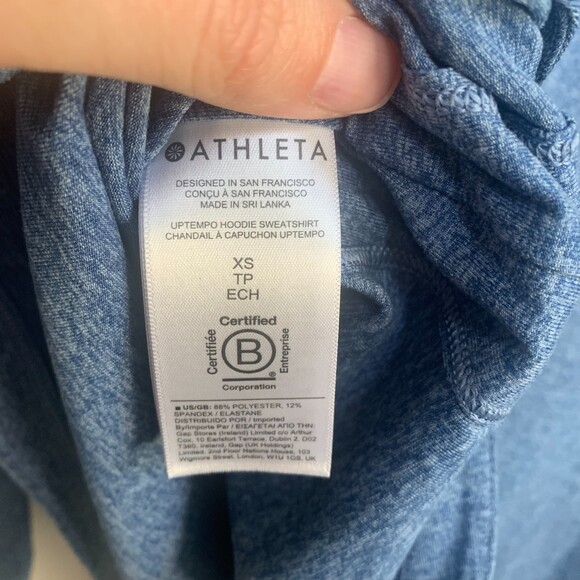 ATHLETA
DESIGNED IN SAN FRANCISCO
CONÇU À SAN FRANCISCO
MADE IN SRI LANKA
UPTEMPO HOODIE SWEATSHIRT
CHANDAIL À CAPUCHON UPTEMPO
XS
TP
ECH
Certified
Certifiée
B
®
Entreprise
Corporation
■ US/GB: 88% POLYESTER, 12%
SPANDEX / ELASTANE
DISTRIBUIDO POR / Imported
By/Importe Par / ΕΙΣΑΓΕΤΑΙ ΑΠΟ ΤΗΝ:
Gap Stores (Ireland) Limited c/o Arthur
Cox, 10 Earlsfort Terrace, Dublin 2, D02
T380, Ireland, Gap (UK Holdings)
Limited, 2nd Floor Nations House, 103
Wigmore Street, London, W1U 1QS. UK